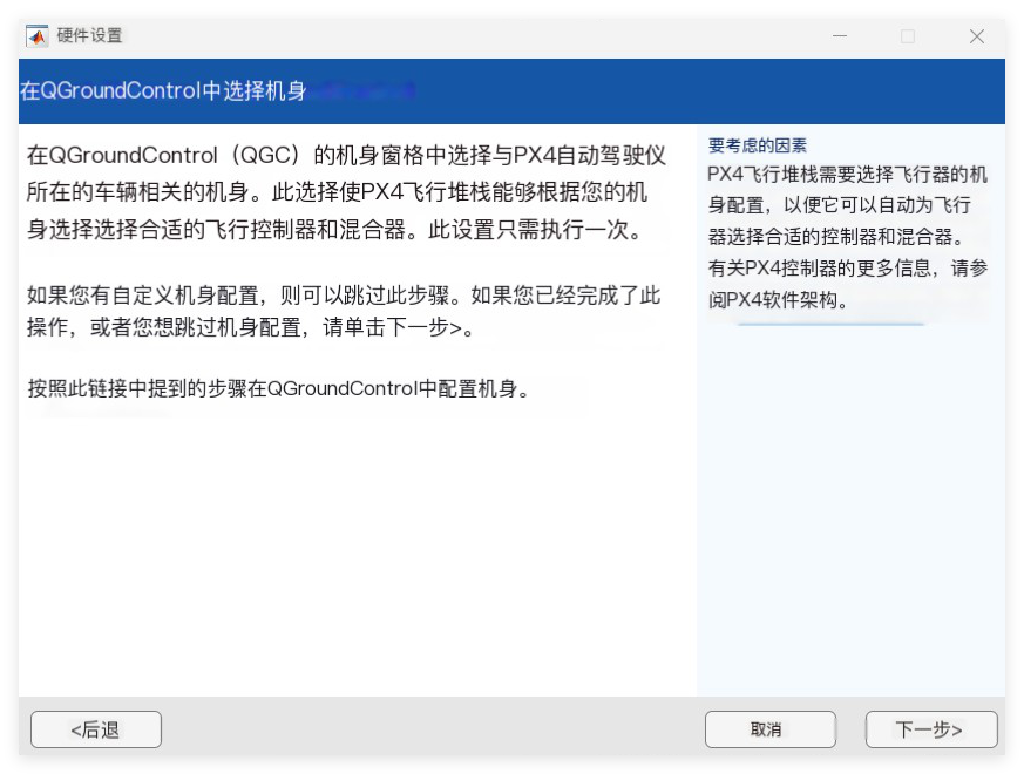 硬件设置
在QGroundControl中选择机身
在QGroundControl（QGC）的机身窗格中选择与PX4自动驾驶仪
所在的车辆相关的机身。此选择使PX4飞行堆栈能够根据您的机
身选择选择合适的飞行控制器和混合器。此设置只需执行一次。
如果您有自定义机身配置，则可以跳过此步骤。如果您已经完成了此
操作，或者您想跳过机身配置，请单击下一步>。
按照此链接中提到的步骤在QGroundControl中配置机身。
要考虑的因素
PX4飞行堆栈需要选择飞行器的机
身配置，以便它可以自动为飞行
器选择合适的控制器和混合器。
有关PX4控制器的更多信息，请参
阅PX4软件架构。
<后退
取消
下一步>